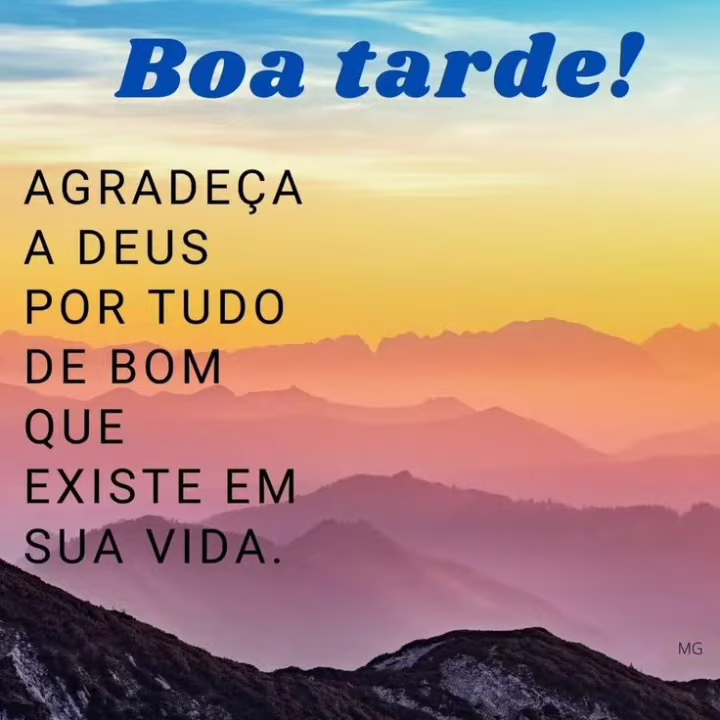 Boa tarde!
AGRADEÇA
A DEUS
POR TUDO
DE BOM
QUE
EXISTE EM
SUA VIDA.
MG